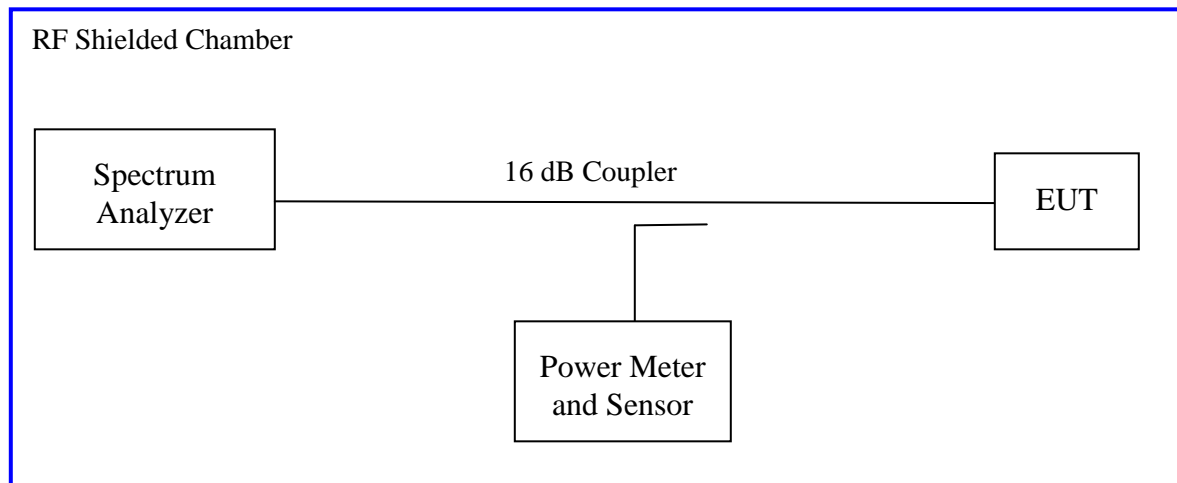 RF Shielded Chamber
16 dB Coupler
Spectrum
Analyzer
EUT
Power Meter
and Sensor